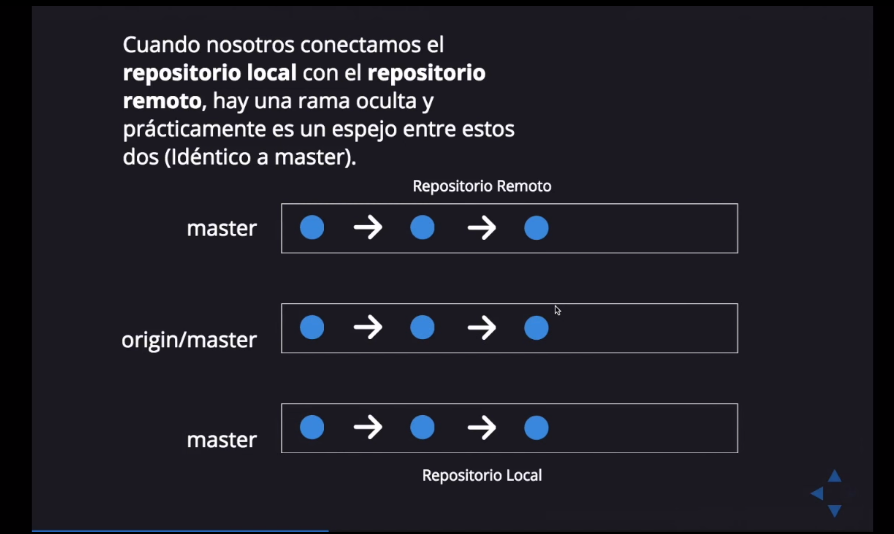 Cuando nosotros conectamos el
repositorio local con el repositorio
remoto, hay una rama oculta y
prácticamente es un espejo entre estos
dos (Idéntico a master).
Repositorio Remoto
master
origin/master
master
Repositorio Local